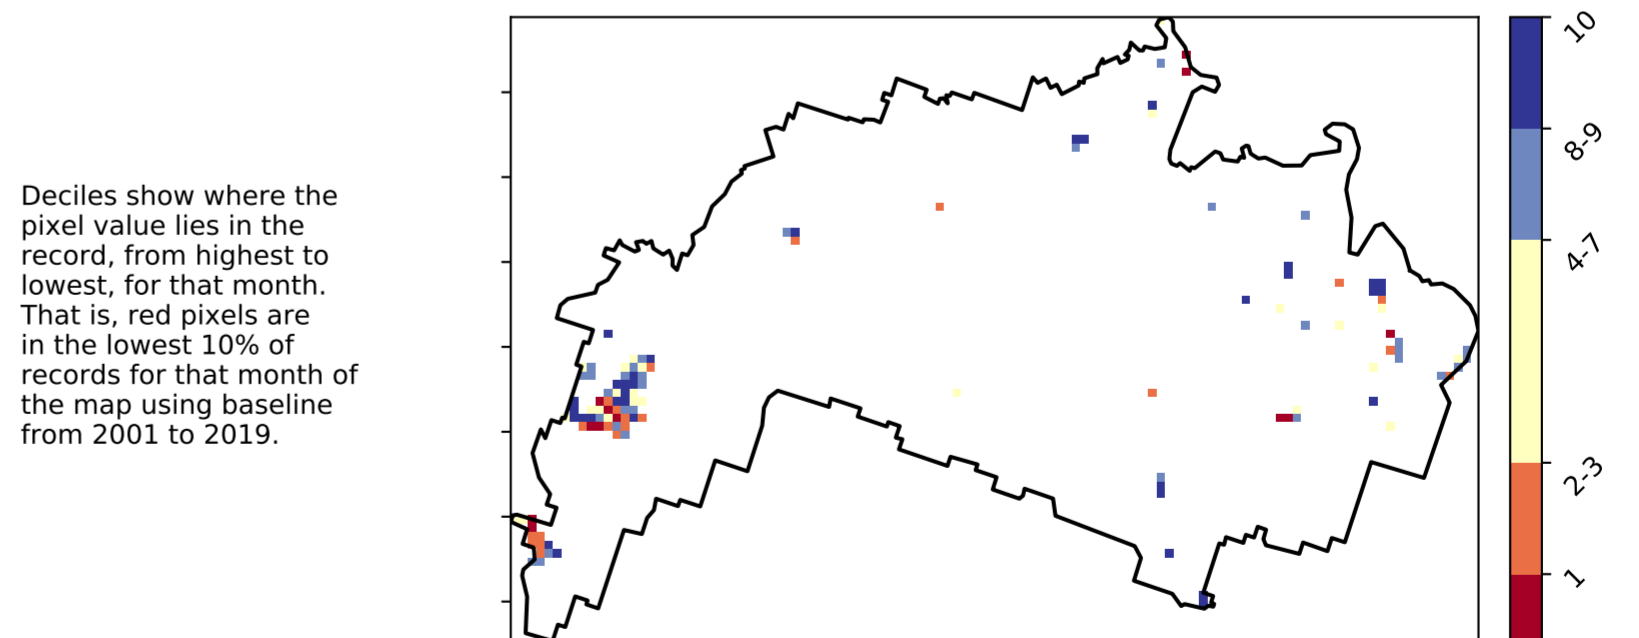 Deciles show where the
pixel value lies in the
record, from highest to
lowest, for that month.
That is, red pixels are
in the lowest 10% of
records for that month of
the map using baseline
from 2001 to 2019.
10
8-9
4-7
2-3
1